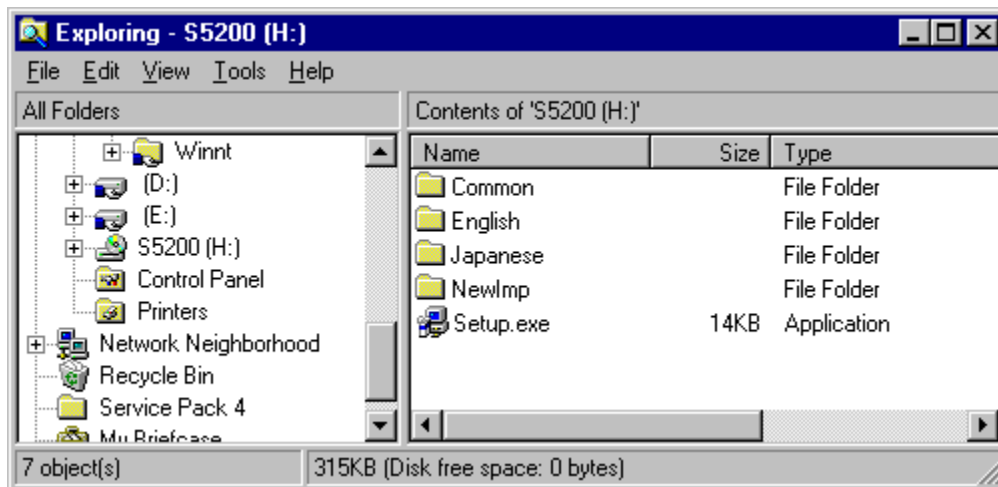 Exploring - S5200 (H:)
File Edit View Tools Help
All Folders
Contents of 'S5200 (H:)'
Winnt
(D:)
(E:)
S5200 (H:)
Control Panel
Printers
Network Neighborhood
Recycle Bin
Service Pack 4
My Briefcase
Name Size Type
Common File Folder
English File Folder
Japanese File Folder
NewImp File Folder
Setup.exe 14KB Application
7 object(s)
315KB (Disk free space: 0 bytes)